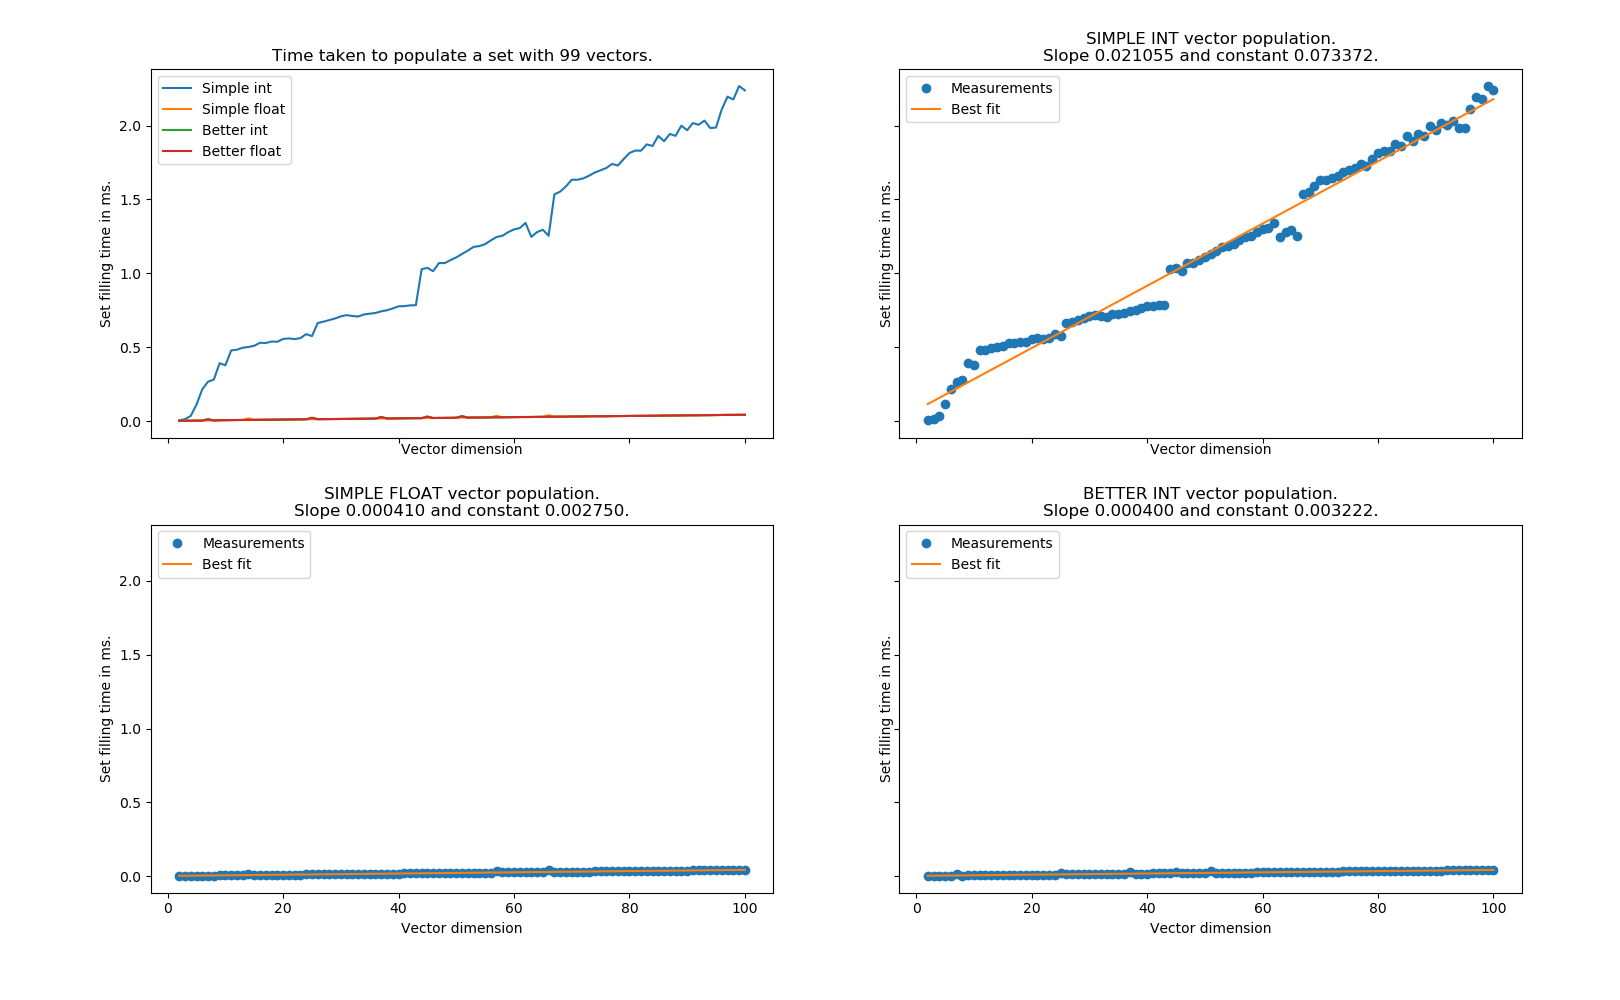 Time taken to populate a set with 99 vectors.
Simple int
Simple float
Better int
Better float
2.0
1.5
1.0
0.5
0.0
Set filling time in ms.
Vector dimension
SIMPLE INT vector population.
Slope 0.021055 and constant 0.073372.
Measurements
Best fit
Set filling time in ms.
Vector dimension
SIMPLE FLOAT vector population.
Slope 0.000410 and constant 0.002750.
Measurements
Best fit
2.0
1.5
1.0
0.5
0.0
Set filling time in ms.
0 20 40 60 80 100
Vector dimension
BETTER INT vector population.
Slope 0.000400 and constant 0.003222.
Measurements
Best fit
Set filling time in ms.
0 20 40 60 80 100
Vector dimension